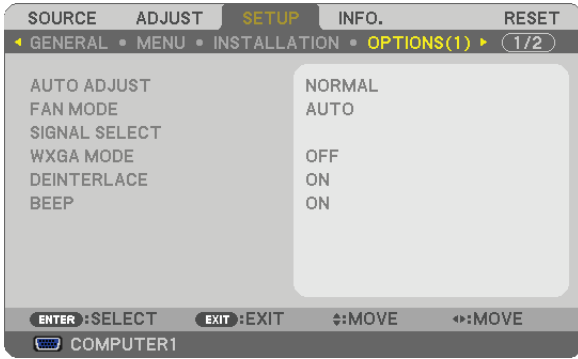 SOURCE ADJUST SETUP INFO. RESET
GENERAL • MENU • INSTALLATION • OPTIONS(1) 1/2
AUTO ADJUST NORMAL
FAN MODE AUTO
SIGNAL SELECT
WXGA MODE OFF
DEINTERLACE ON
BEEP ON
ENTER :SELECT EXIT :EXIT :MOVE :MOVE
COMPUTER1